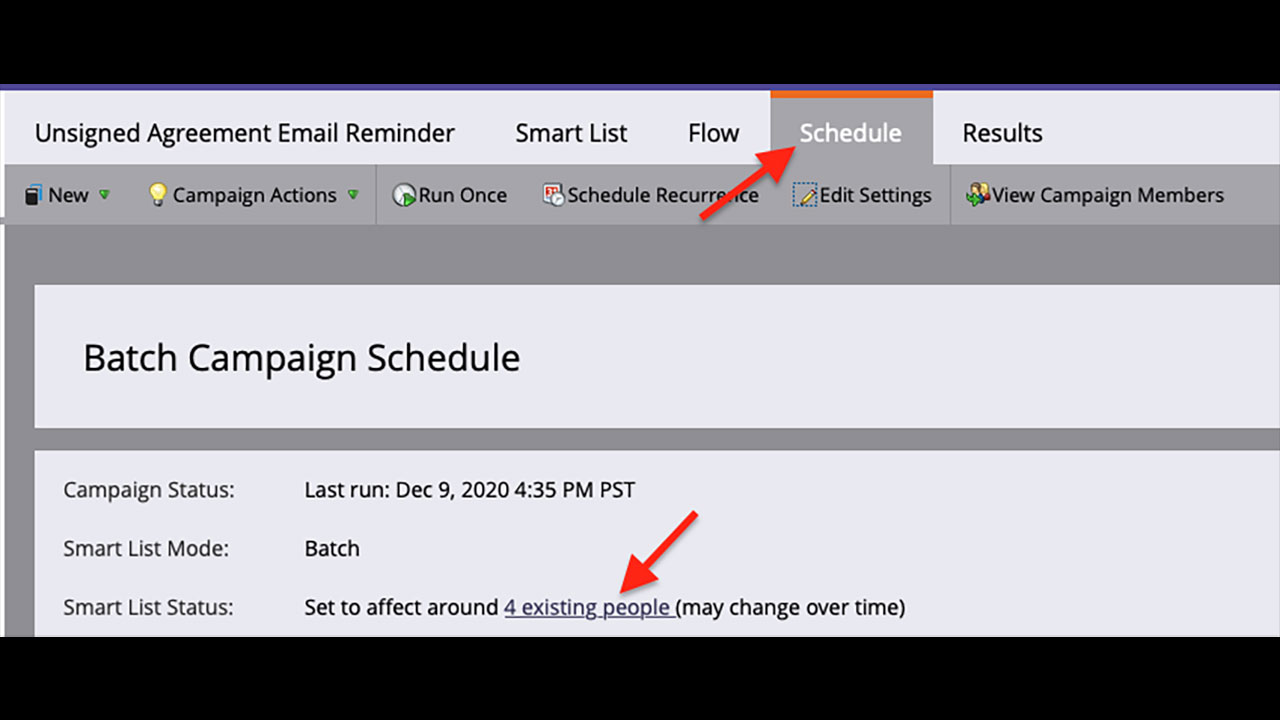 Unsigned Agreement Email Reminder Smart List Flow Schedule Results
New Campaign Actions Run Once Schedule Recurrence Edit Settings View Campaign Members
Batch Campaign Schedule
Campaign Status: Last run: Dec 9, 2020 4:35 PM PST
Smart List Mode: Batch
Smart List Status: Set to affect around 4 existing people (may change over time)